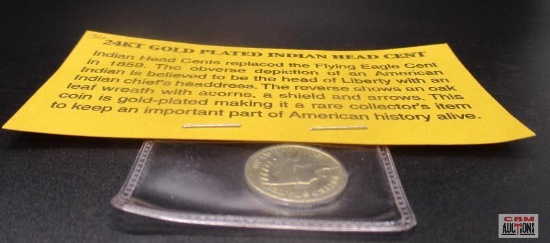 24KT GOLD PLATED INDIAN HEAD CENT
Indian Head Cents replaced the Flying Eagle Cent
in 1859. The obverse depiction of an American
Indian is believed to be the head of Liberty with an
Indian chief's headdress. The reverse shows an oak
leaf wreath with acorns, a shield and arrows. This
coin is gold-plated making it a rare collector's item
to keep an important part of American history alive.
CRM
AUCTIONS